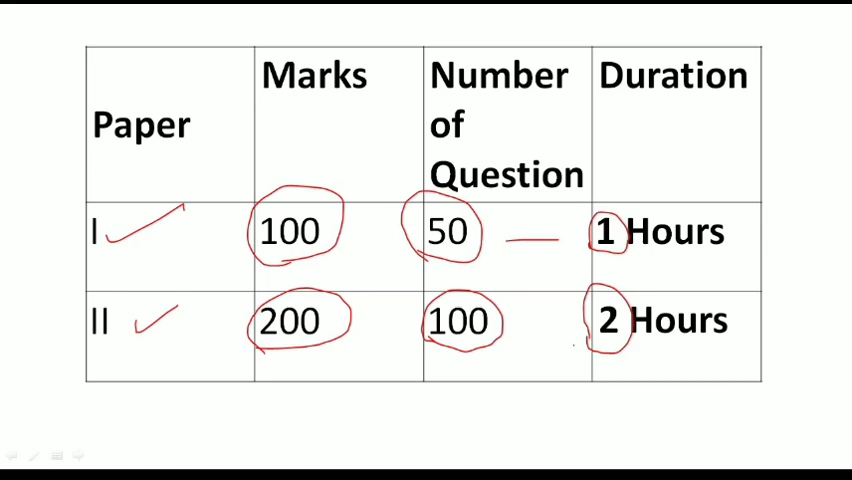 Paper Marks Number of Question Duration
I 100 50 1 Hours
II 200 100 2 Hours